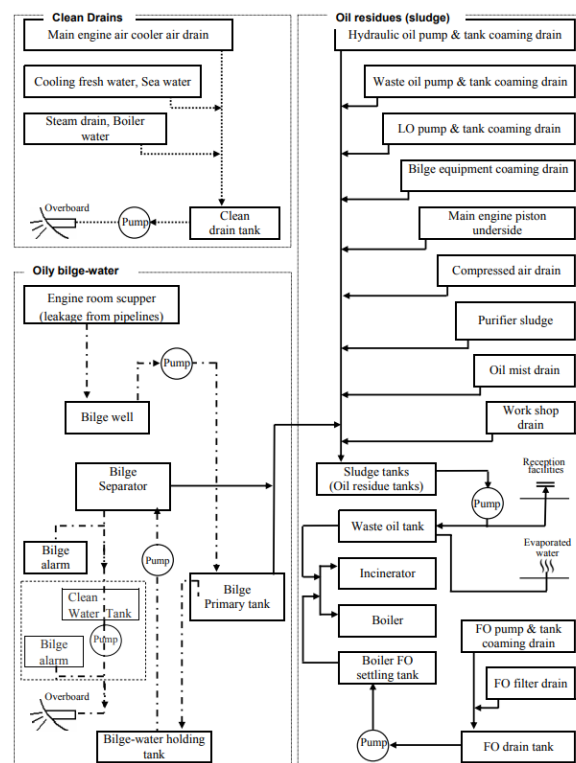 Clean Drains
Main engine air cooler air drain
Cooling fresh water, Sea water
Steam drain, Boiler
water
Overboard
Pump
Clean
drain tank
Oily bilge-water
Engine room scupper
(leakage from pipelines)
Pump
Bilge well
Bilge
Separator
Bilge
alarm
Pump
Bilge
Primary tank
Clean
Water Tank
Pump
Bilge
alarm
Overboard
Bilge-water holding
tank
Oil residues (sludge)
Hydraulic oil pump & tank coaming drain
Waste oil pump & tank coaming drain
LO pump & tank coaming drain
Bilge equipment coaming drain
Main engine piston
underside
Compressed air drain
Purifier sludge
Oil mist drain
Work shop
drain
Sludge tanks
(Oil residue tanks)
Pump
Reception
facilities
Waste oil tank
Evaporated
water
Incinerator
Boiler
Boiler FO
settling tank
FO pump & tank
coaming drain
FO filter drain
Pump
FO drain tank